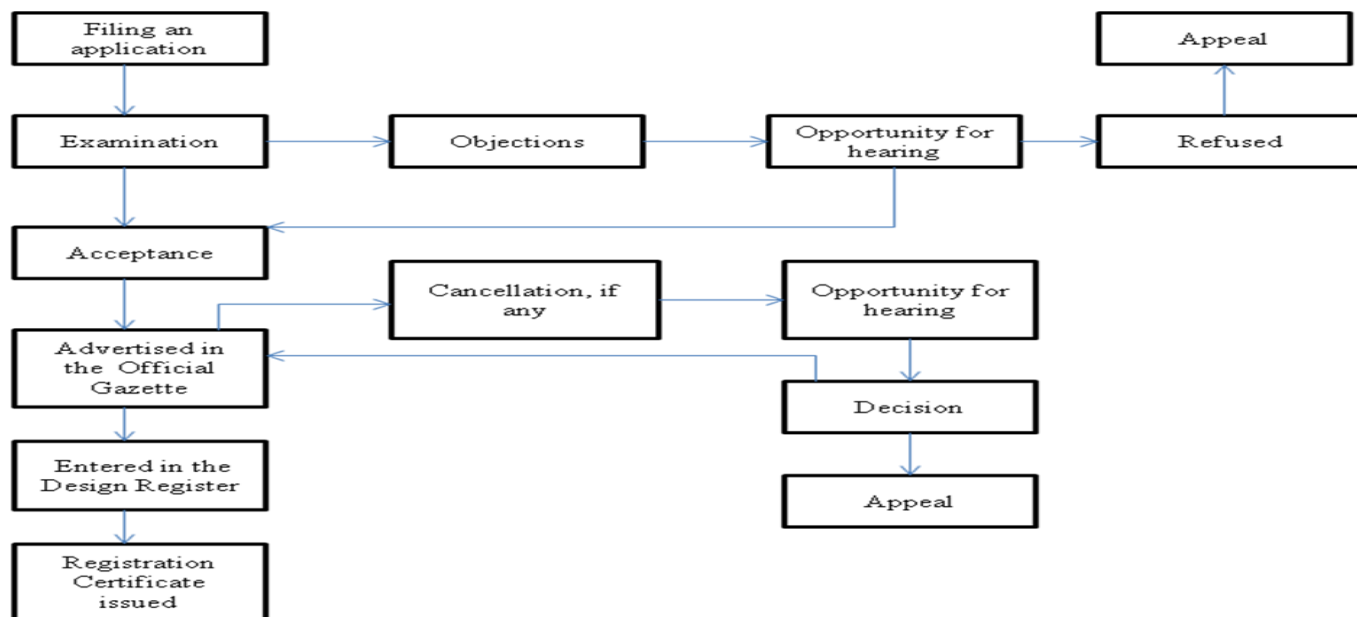 Filing an
application
Appeal
Examination
Objections
Opportunity for
hearing
Refused
Acceptance
Cancellation, if
any
Opportunity for
hearing
Advertised in
the Official
Gazette
Decision
Entered in the
Design Register
Appeal
Registration
Certificate
issued